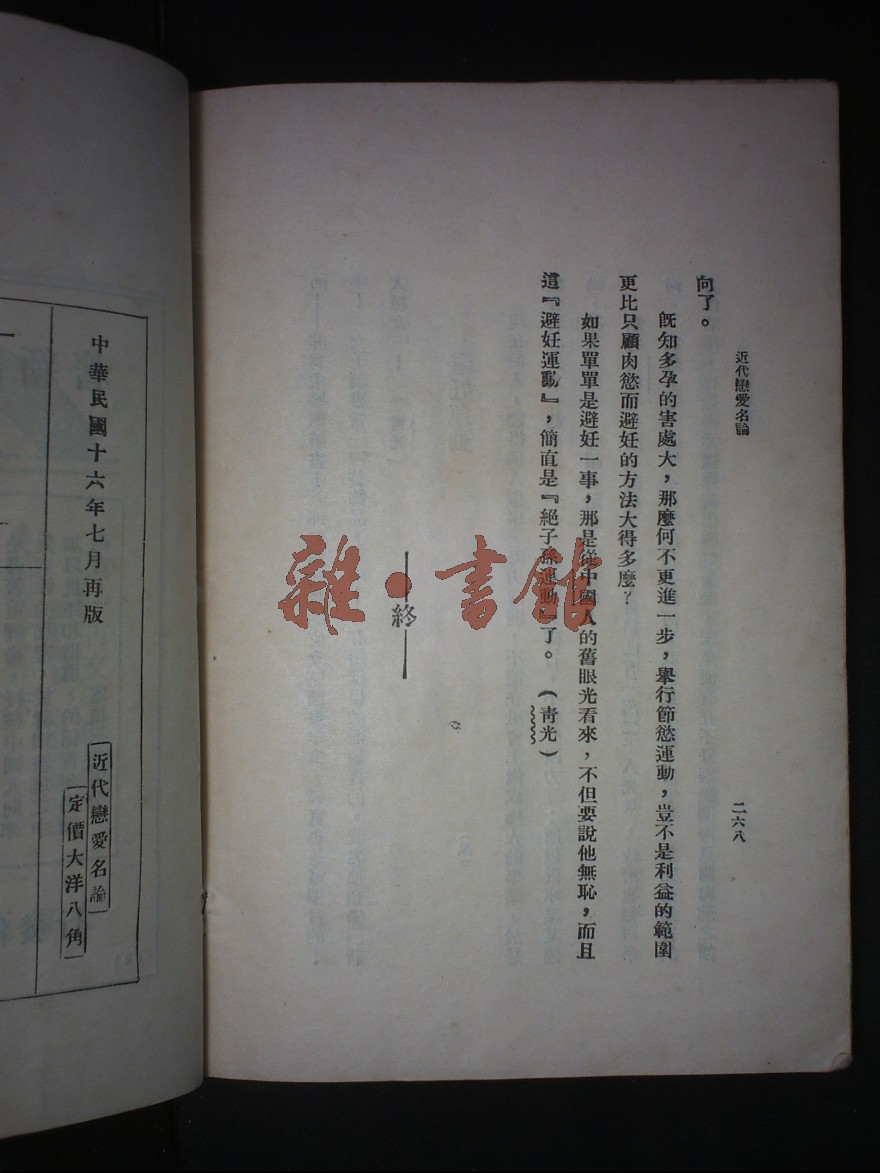 近代戀愛名論
二六八
向了。
既知多孕的害處大，那麼何不更進一步，舉行節慾運動，豈不是利益的範圍
更比只顧肉慾而避妊的方法大得多麼？
如果單單是避妊一事，那是從中國人的舊眼光看來，不但要說他無恥，而且
這『避妊運動』，簡直是『絕子孫運動』了。（青光）
終
雜·書館
中華民國十六年七月再版
近代戀愛名論
定價大洋八角